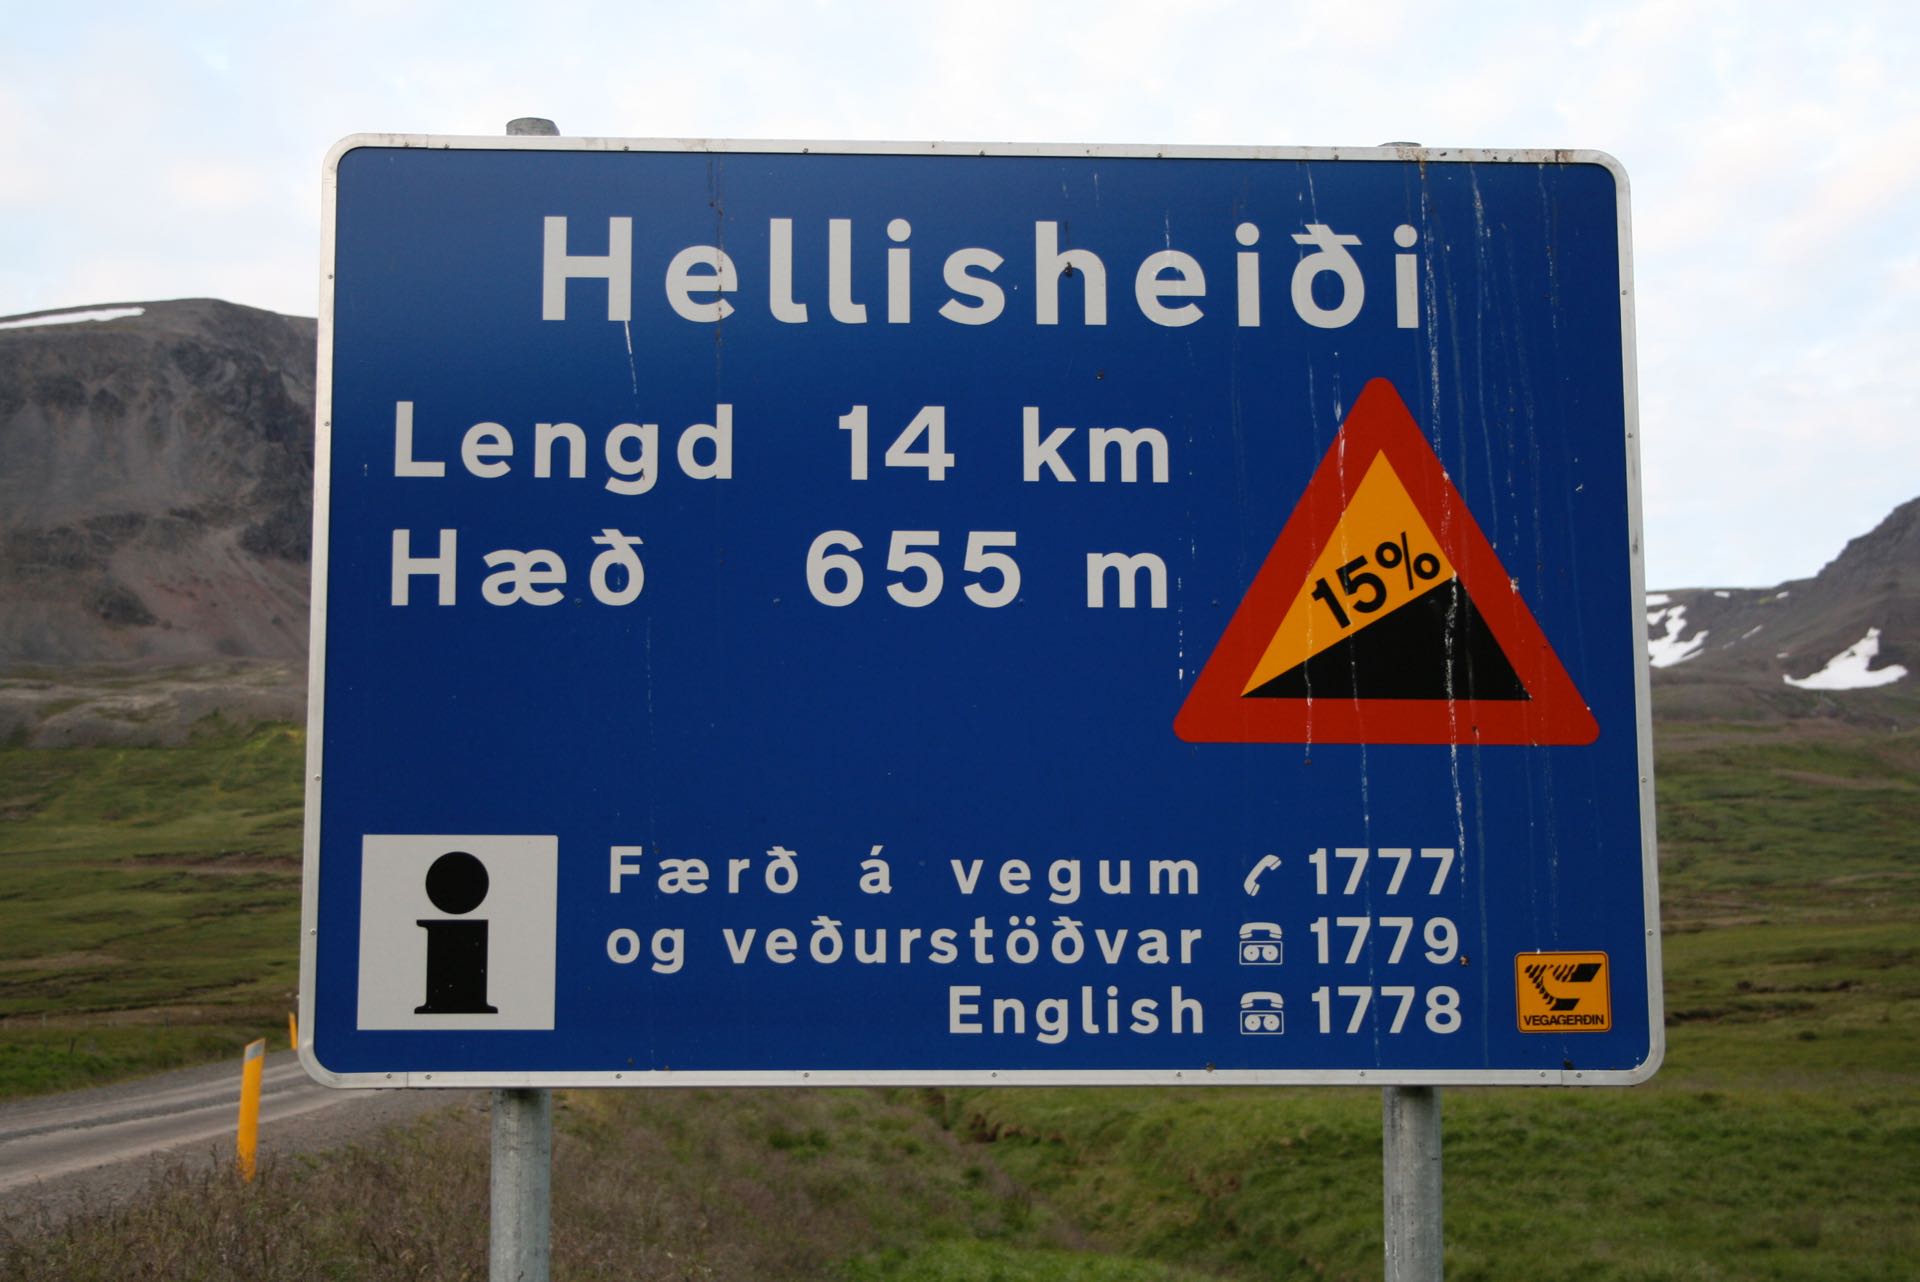 Hellisheiði
Lengd 14 km
Hæð 655 m
15%
Færð á vegum 1777
og veðurstöðvar 1779
English 1778
VEGAGERÐIN